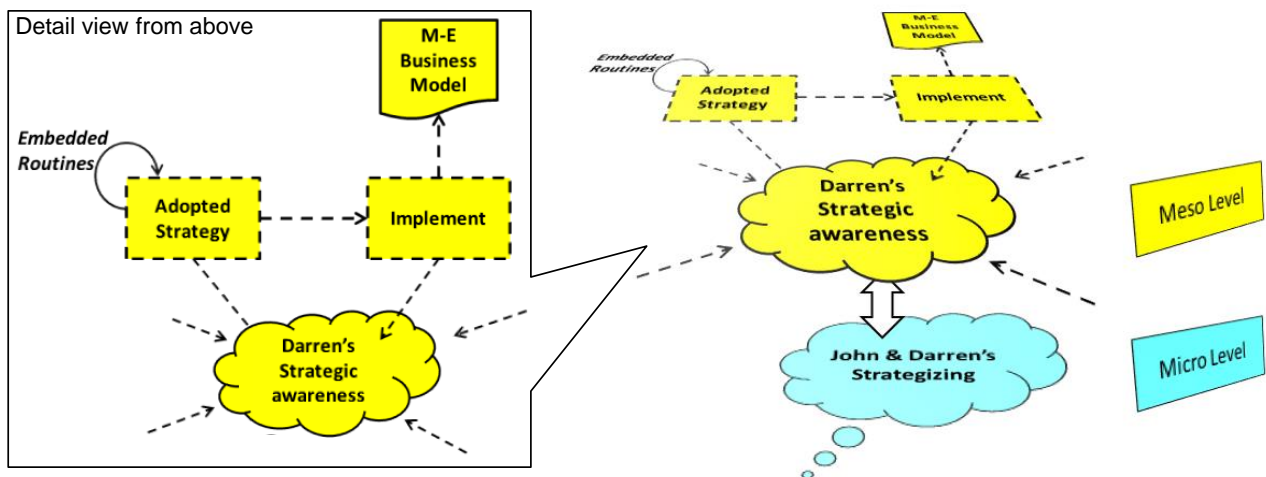 Detail view from above
M-E
Business
Model
Embedded
Routines
Adopted
Strategy
Implement
Darren's
Strategic
awareness
M-E
Business
Model
Embedded
Routines
Adopted
Strategy
Implement
Darren's
Strategic
awareness
Meso Level
John & Darren's
Strategizing
Micro Level